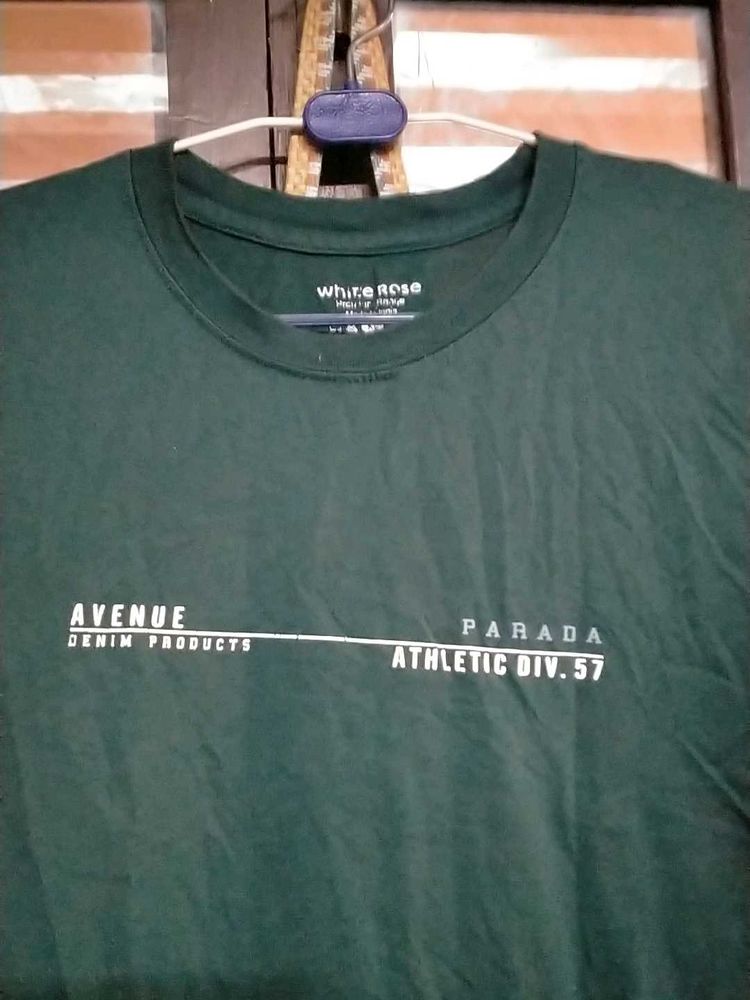 White Rose
AVENUE
DENIM PRODUCTS
PARADA
ATHLETIC DIV. 57